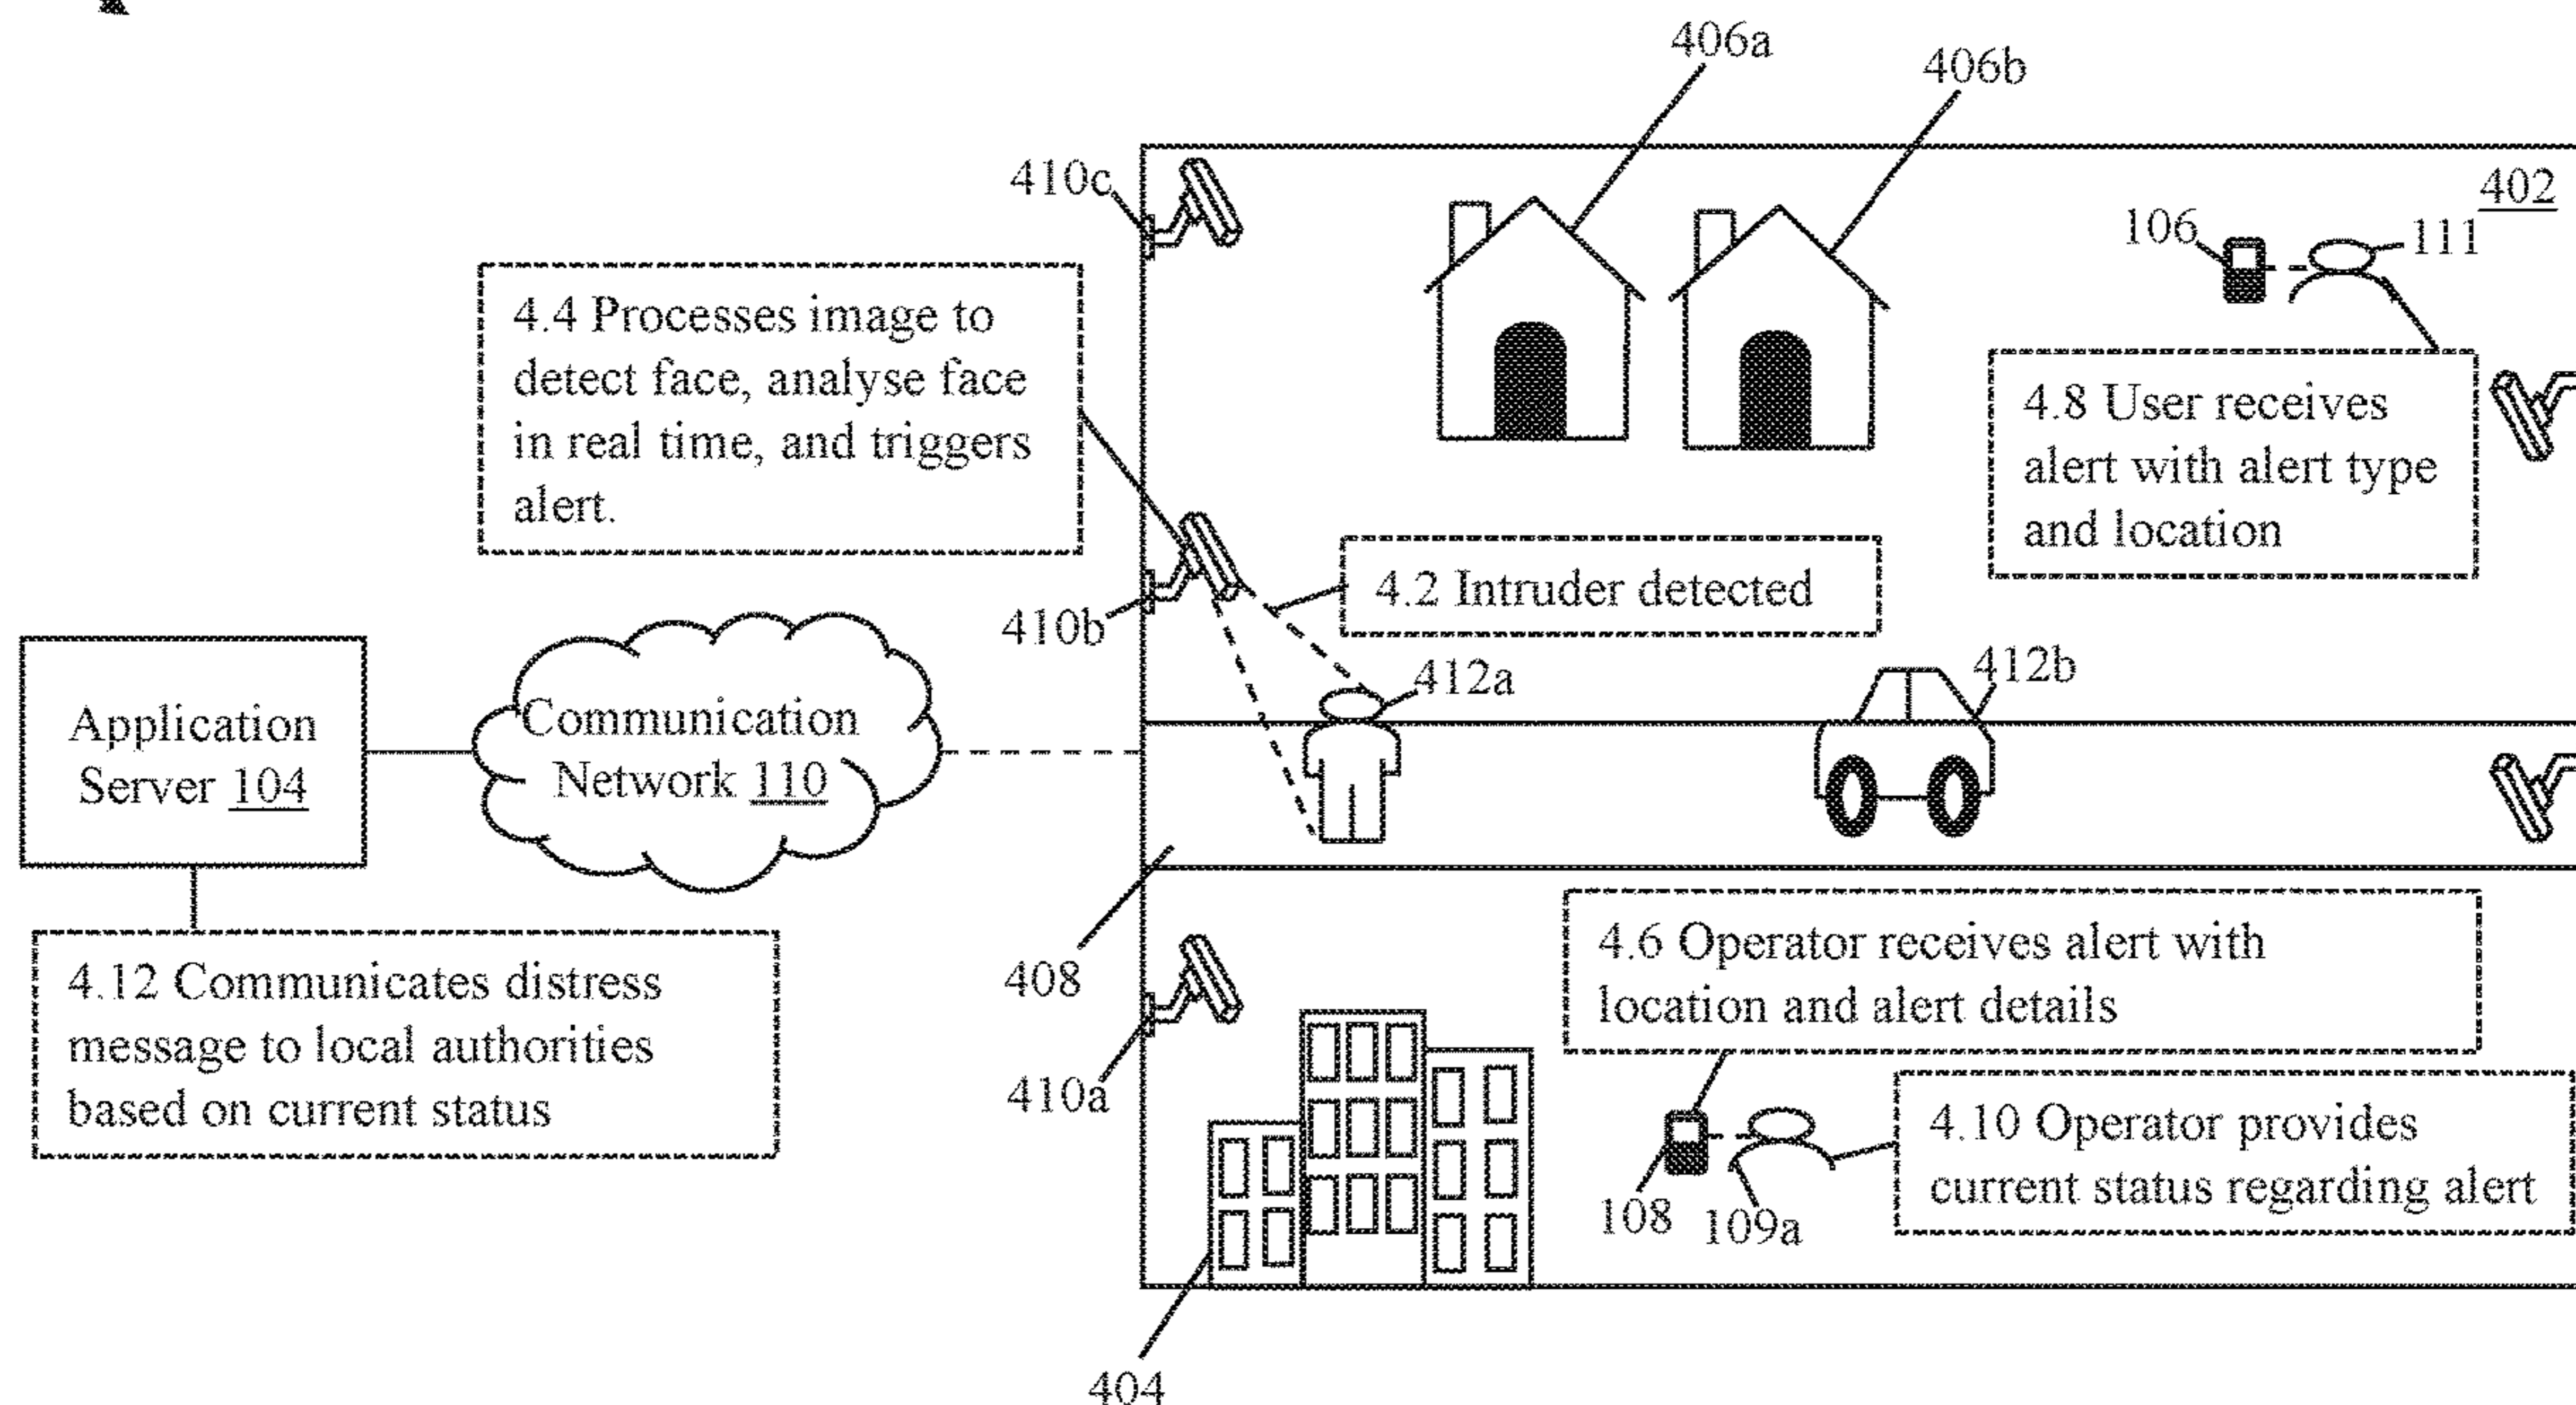 406a
406b
410c
402
106
111
4.4 Processes image to
detect face, analyse face
in real time, and triggers
alert.
4.8 User receives
alert with alert type
and location
4.2 Intruder detected
410b
412a
412b
Application
Server 104
Communication
Network 110
408
4.6 Operator receives alert with
location and alert details
4.12 Communicates distress
message to local authorities
based on current status
410a
4.10 Operator provides
current status regarding alert
108
109a
404